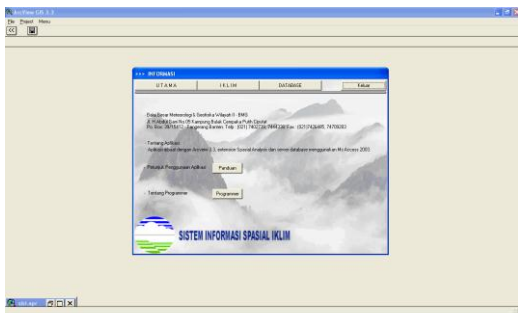 ArcView GIS 3.3
File Project Menu
*** INFORMASI
UTAMA IKLIM DATABASE Keluar
- Balai Besar Meteorologi & Geofisika Wilayah II - BMG
- Tentang Aplikasi
Aplikasi dibuat dengan Arcview 3.3, extension Spasial Analysis dan server database menggunakan Ms Access 2003
- Petunjuk Penggunaan Aplikasi Panduan
- Tentang Programmer Programmer
SISTEM INFORMASI SPASIAL IKLIM